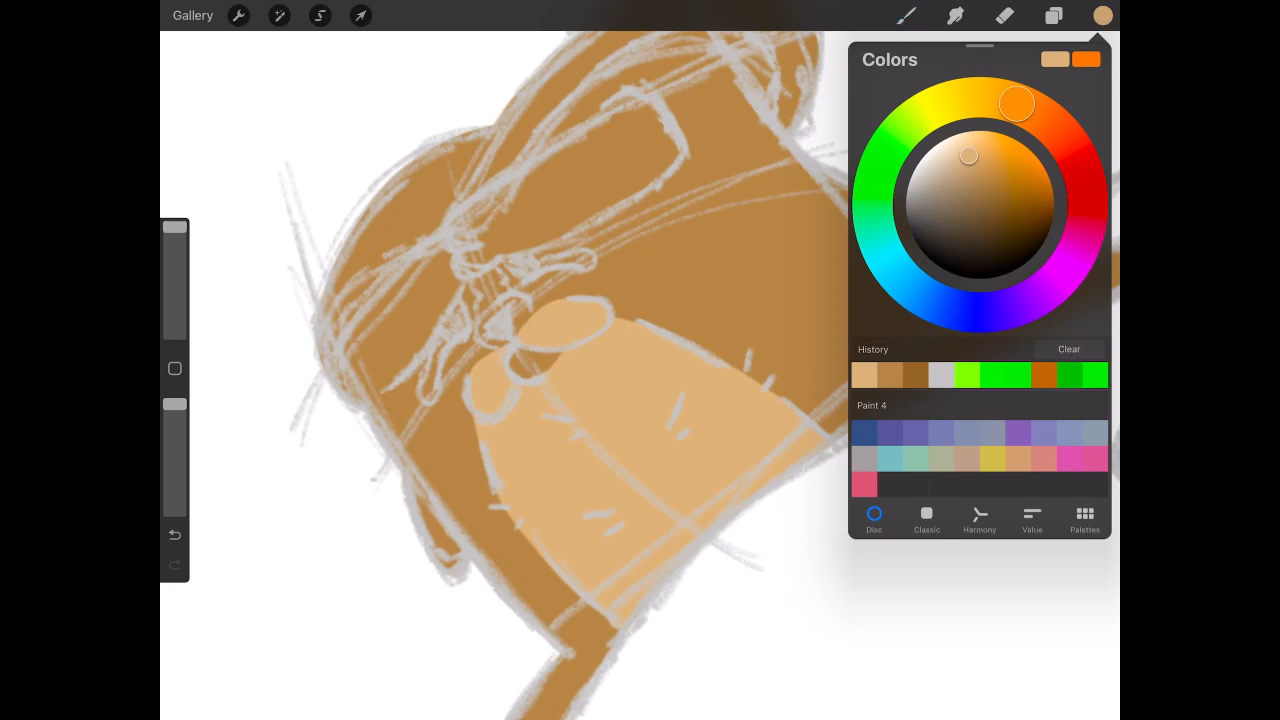 Gallery
Colors
History
Clear
Paint 4
Disc
Classic
Harmony
Value
Palettes